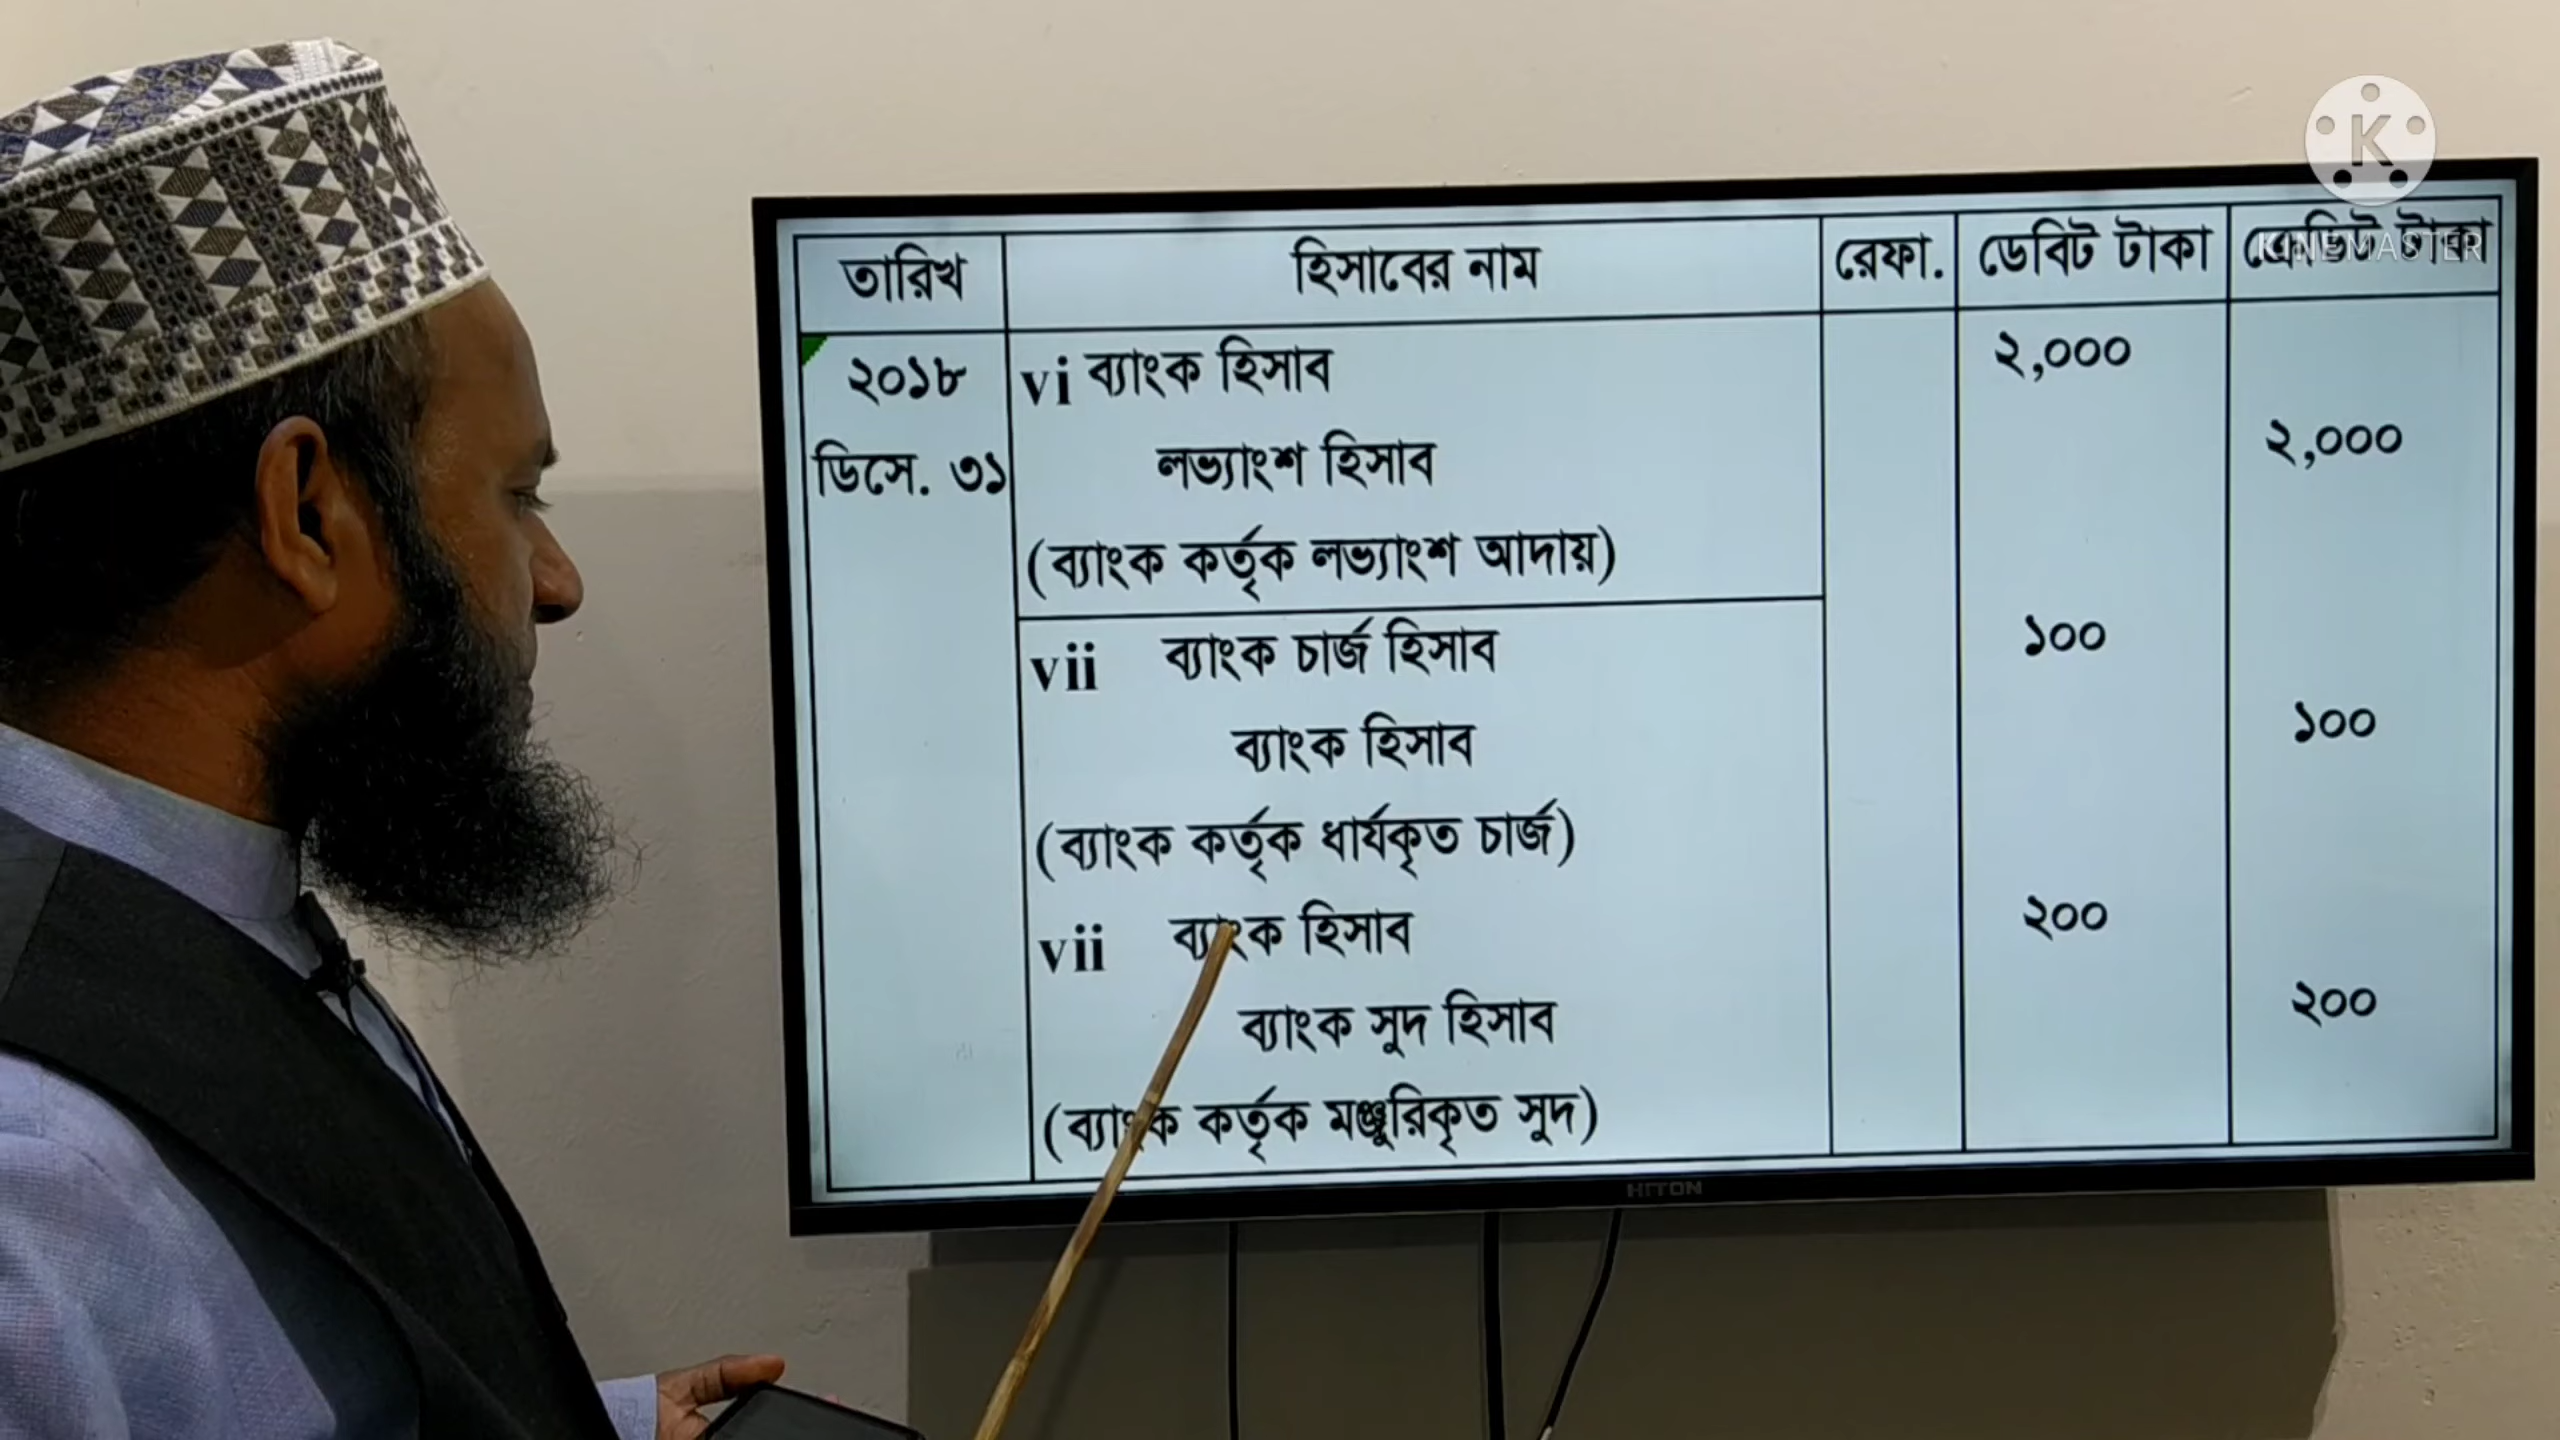 K
KINEMASTER
তারিখ হিসাবের নাম রেফা. ডেবিট টাকা ক্রেডিট টাকা
২০১৮ vi ব্যাংক হিসাব ২,০০০
ডিসে. ৩১ লভ্যাংশ হিসাব ২,০০০
(ব্যাংক কর্তৃক লভ্যাংশ আদায়)
vii ব্যাংক চার্জ হিসাব ১০০
ব্যাংক হিসাব ১০০
(ব্যাংক কর্তৃক ধার্যকৃত চার্জ)
vii ব্যাংক হিসাব ২০০
ব্যাংক সুদ হিসাব ২০০
(ব্যাংক কর্তৃক মঞ্জুরিকৃত সুদ)
HITON